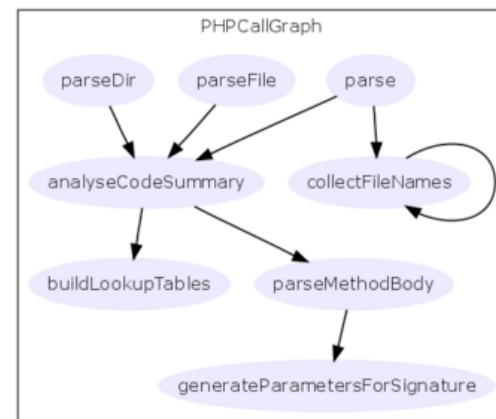 PHPCallGraph
parseDir
parseFile
parse
analyseCodeSummary
collectFileNames
buildLookupTables
parseMethodBody
generateParametersForSignature